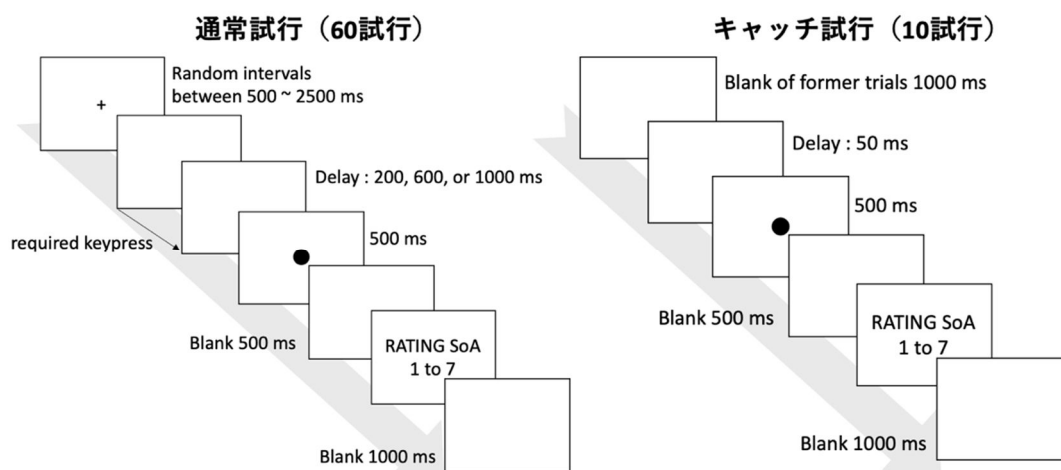 通常試行（60試行）
+
Random intervals
between 500 ~ 2500 ms
Delay : 200, 600, or 1000 ms
required keypress
500 ms
Blank 500 ms
RATING SoA
1 to 7
Blank 1000 ms
キャッチ試行（10試行）
Blank of former trials 1000 ms
Delay : 50 ms
500 ms
Blank 500 ms
RATING SoA
1 to 7
Blank 1000 ms